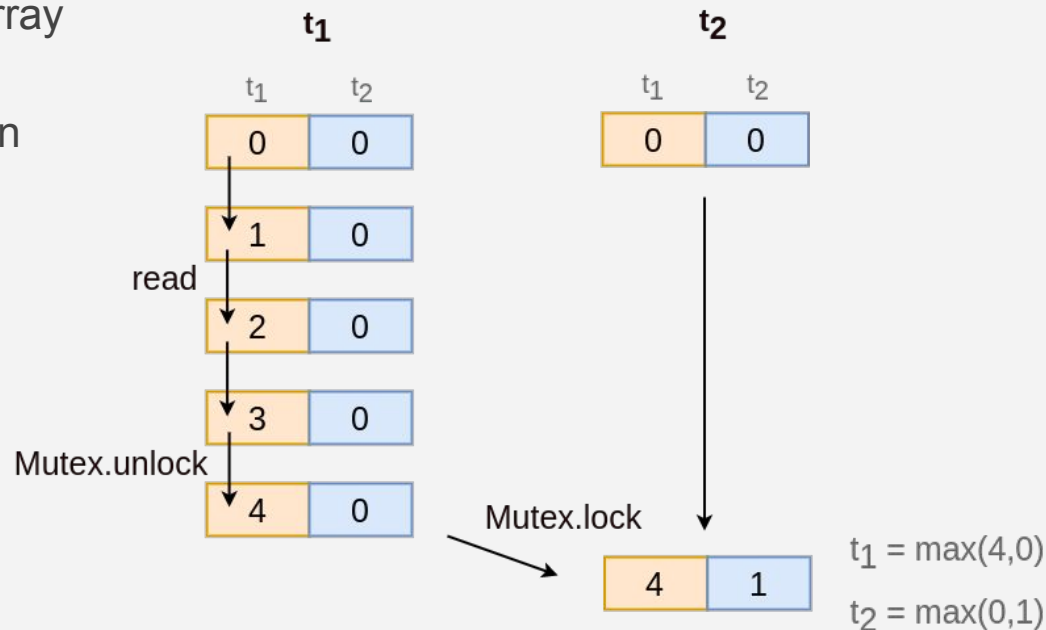 t1
t2
t1 t2
t1 t2
0 0
0 0
1 0
read
2 0
3 0
Mutex.unlock
4 0
Mutex.lock
4 1
t1 = max(4,0)
t2 = max(0,1)